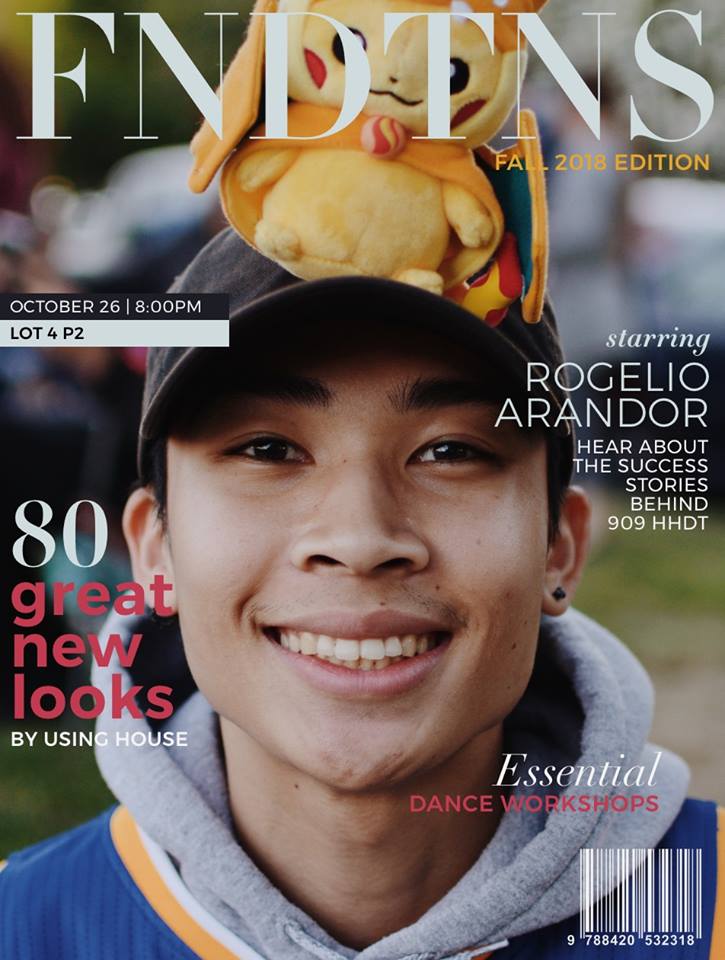 FNDTNS
FALL 2018 EDITION
OCTOBER 26 | 8:00PM
LOT 4 P2
starring
ROGELIO
ARANDOR
HEAR ABOUT
THE SUCCESS
STORIES
BEHIND
909 HHDT
80
great
new
looks
BY USING HOUSE
Essential
DANCE WORKSHOPS
9 788420 532318